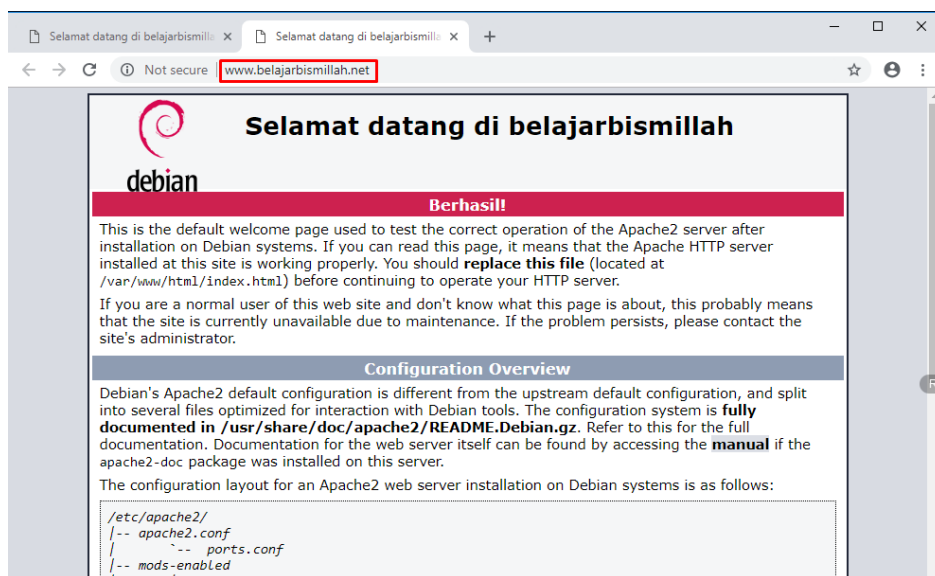 Selamat datang di belajarbismilla
Selamat datang di belajarbismilla
Not secure
www.belajarbismillah.net
debian
Selamat datang di belajarbismillah
Berhasil!
This is the default welcome page used to test the correct operation of the Apache2 server after
installation on Debian systems. If you can read this page, it means that the Apache HTTP server
installed at this site is working properly. You should replace this file (located at
/var/www/html/index.html) before continuing to operate your HTTP server.
If you are a normal user of this web site and don't know what this page is about, this probably means
that the site is currently unavailable due to maintenance. If the problem persists, please contact the
site's administrator.
Configuration Overview
Debian's Apache2 default configuration is different from the upstream default configuration, and split
into several files optimized for interaction with Debian tools. The configuration system is fully
documented in /usr/share/doc/apache2/README.Debian.gz. Refer to this for the full
documentation. Documentation for the web server itself can be found by accessing the manual if the
apache2-doc package was installed on this server.
The configuration layout for an Apache2 web server installation on Debian systems is as follows:
/etc/apache2/
|-- apache2.conf
|       `-- ports.conf
|-- mods-enabled